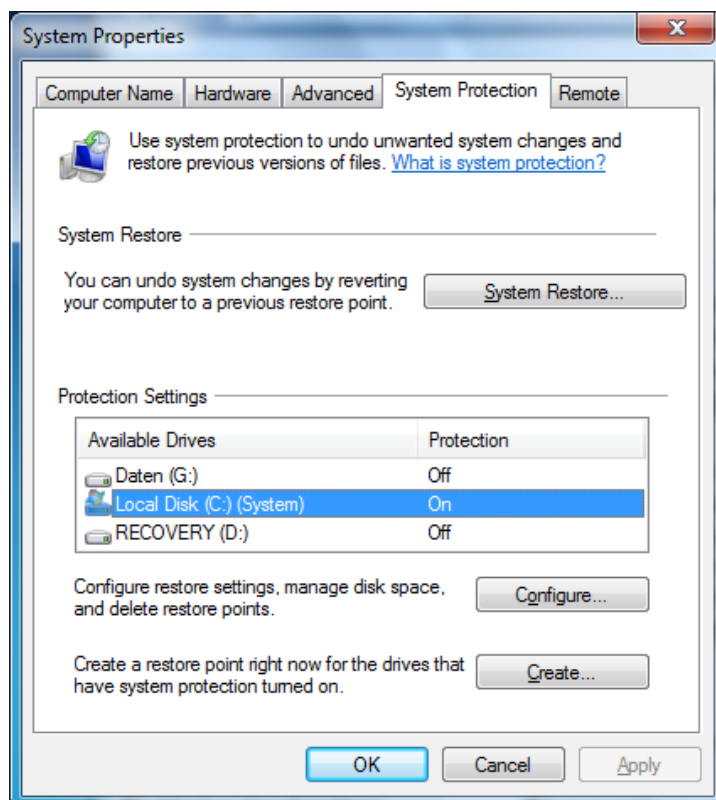 System Properties
Computer Name Hardware Advanced System Protection Remote
Use system protection to undo unwanted system changes and
restore previous versions of files. What is system protection?
System Restore
You can undo system changes by reverting
your computer to a previous restore point.
System Restore...
Protection Settings
Available Drives Protection
Daten (G:) Off
Local Disk (C:) (System) On
RECOVERY (D:) Off
Configure restore settings, manage disk space,
and delete restore points.
Configure...
Create a restore point right now for the drives that
have system protection turned on.
Create...
OK Cancel Apply